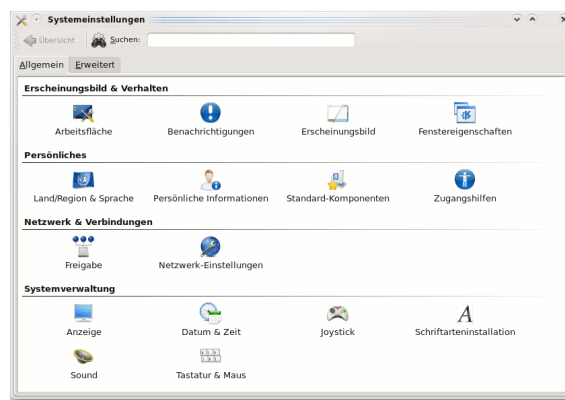 Systemeinstellungen
Übersicht Suchen:
Allgemein Erweitert
Erscheinungsbild & Verhalten
Arbeitsfläche Benachrichtigungen Erscheinungsbild Fenstereigenschaften
Persönliches
Land/Region & Sprache Persönliche Informationen Standard-Komponenten Zugangshilfen
Netzwerk & Verbindungen
Freigabe Netzwerk-Einstellungen
Systemverwaltung
Anzeige Datum & Zeit Joystick Schriftarteninstallation
Sound Tastatur & Maus